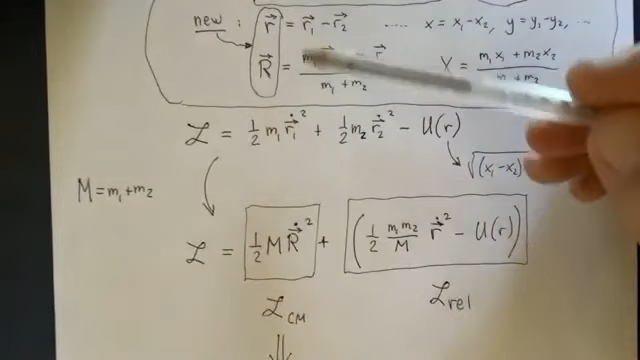 new : r⃗ = r⃗₁ − r⃗₂ ..... x = x₁−x₂, y = y₁−y₂, ...
R⃗ = / m₁ + m₂ X = (m₁x₁ + m₂x₂) / + m₂
ℒ = ½ m₁ ṙ⃗₁² + ½ m₂ ṙ⃗₂² − U(r)
√(x₁−x₂)
M = m₁+m₂
ℒ = ½ M Ṙ⃗² + (½ (m₁m₂/M) ṙ⃗² − U(r))
ℒ_CM ℒ_rel